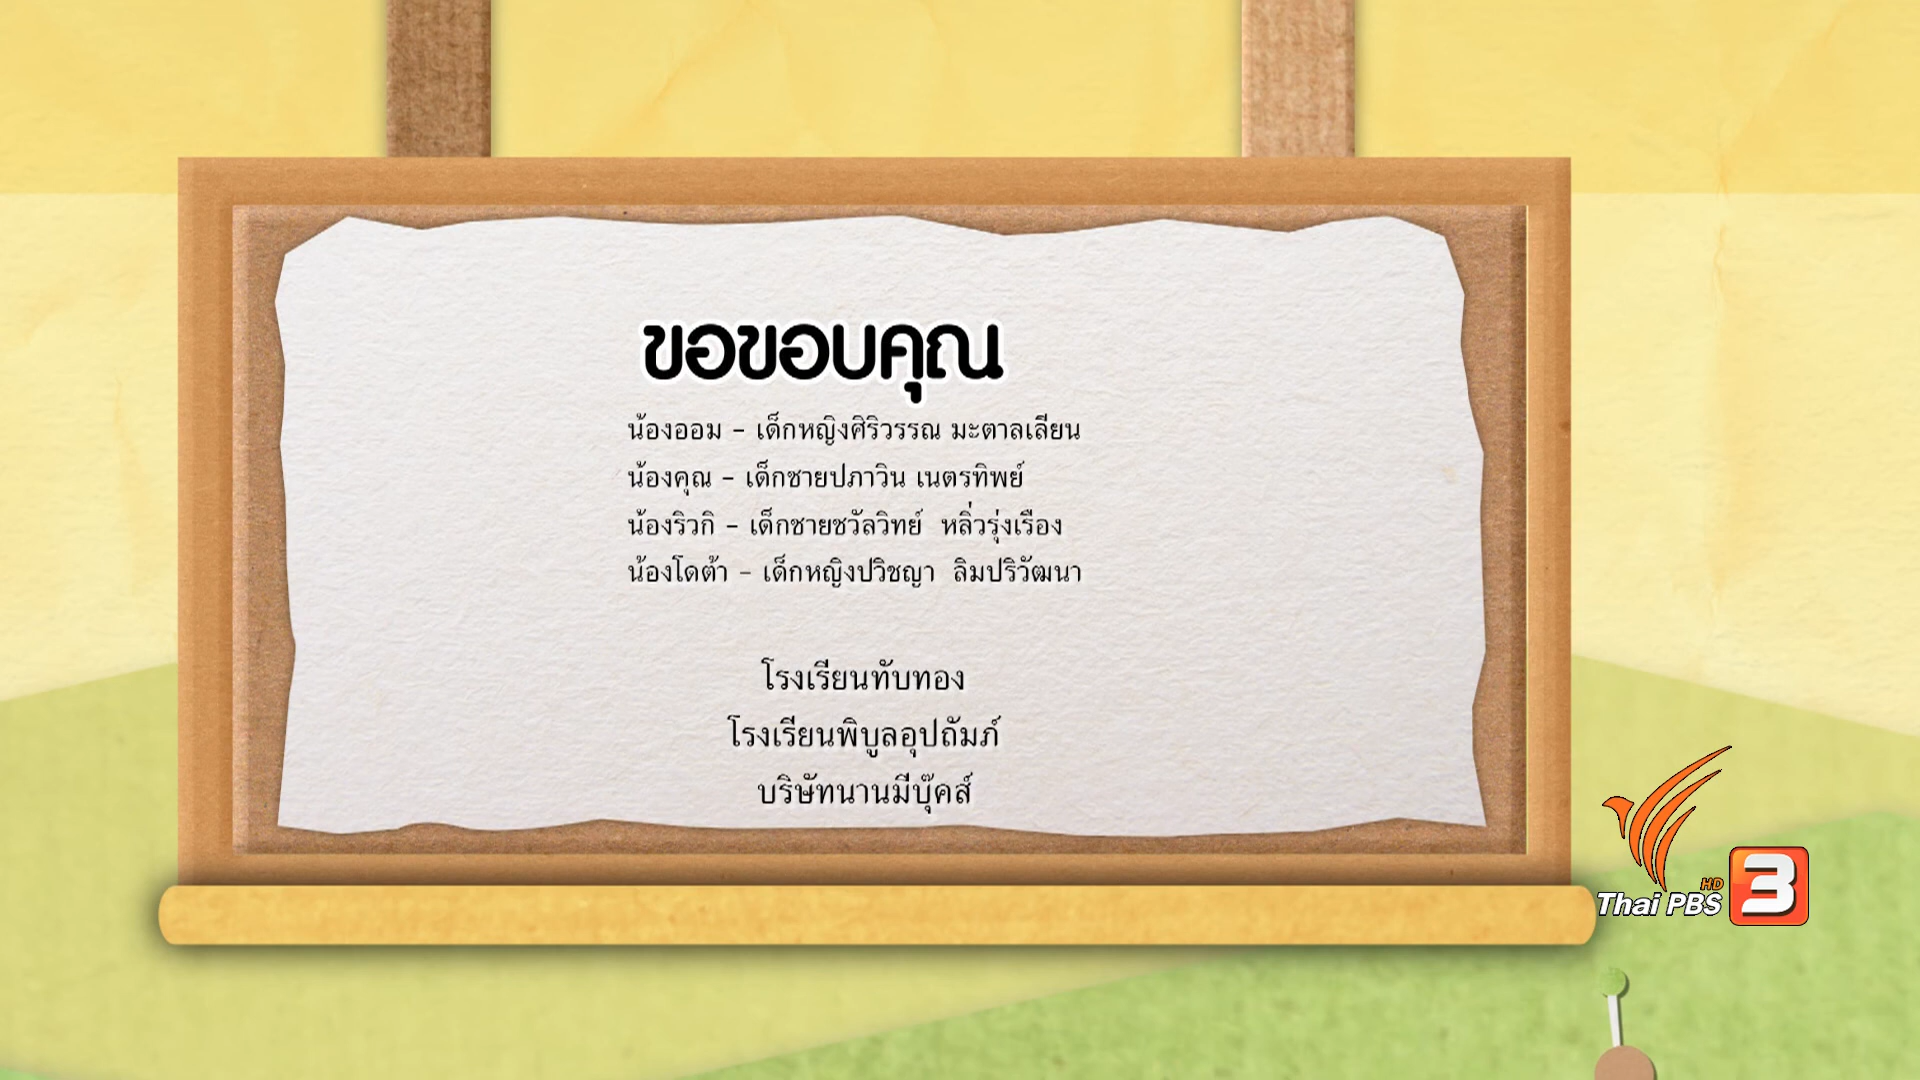 ขอขอบคุณ
น้องออม - เด็กหญิงศิริวรรณ มะตาลเลียน
น้องคุณ - เด็กชายปภาวิน เนตรทิพย์
น้องริวกิ - เด็กชายชวัลวิทย์ หลิ่วรุ่งเรือง
น้องโดต้า - เด็กหญิงปวิชญา ลิมปริวัฒนา
โรงเรียนทับทอง
โรงเรียนพิบูลอุปถัมภ์
บริษัทนานมีบุ๊คส์
HD
Thai PBS 3